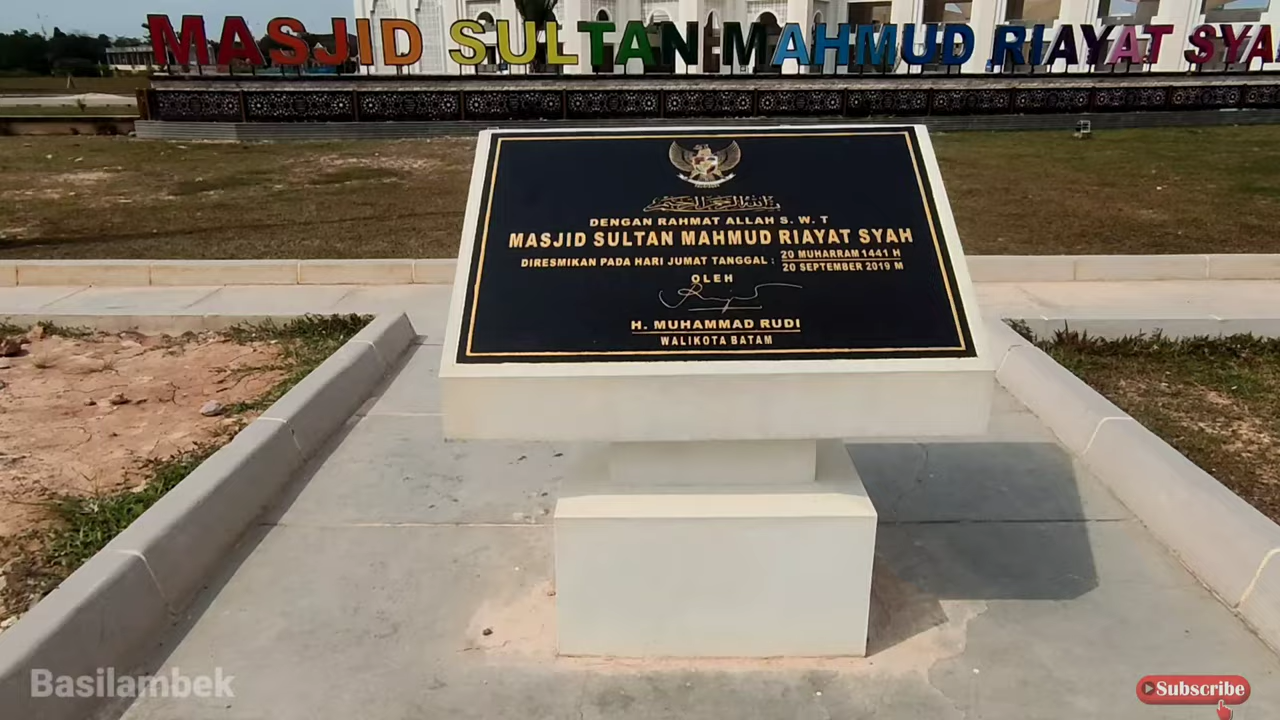 MASJID SULTAN MAHMUD RIAYAT SYA
بسم الله الرحمن الرحيم
DENGAN RAHMAT ALLAH S. W. T
MASJID SULTAN MAHMUD RIAYAT SYAH
DIRESMIKAN PADA HARI JUMAT TANGGAL : 20 MUHARRAM 1441 H
20 SEPTEMBER 2019 M
OLEH
H. MUHAMMAD RUDI
WALIKOTA BATAM
Basilambek
Subscribe